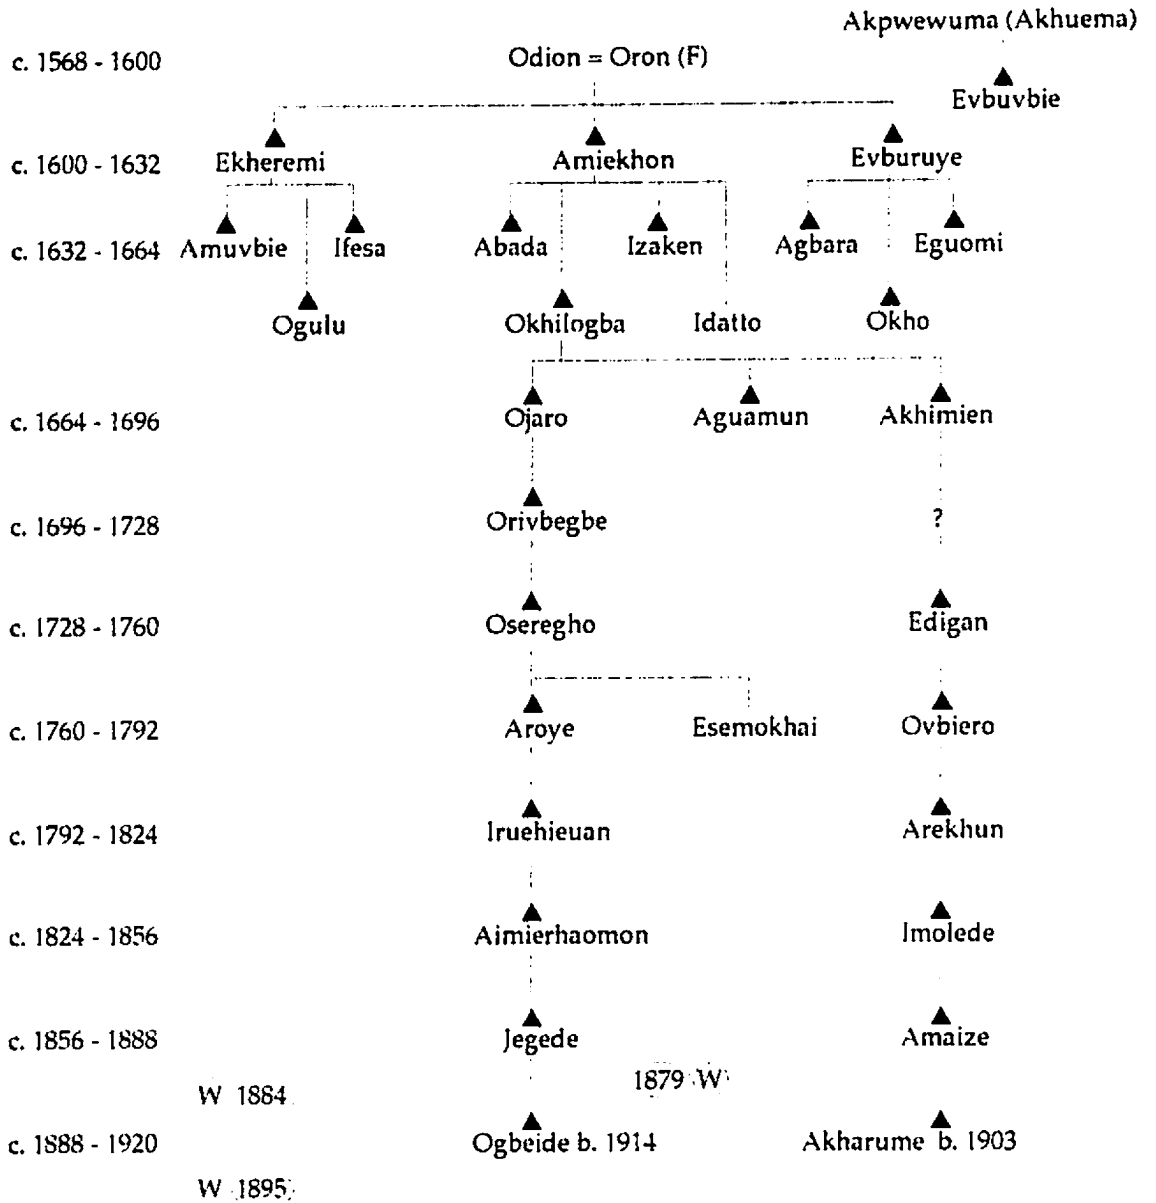 Akpwewuma (Akhuema)
c. 1568 - 1600 Odion = Oron (F)
Evbuvbie
c. 1600 - 1632 Ekheremi Amiekhon Evburuye
c. 1632 - 1664 Amuvbie Ifesa Abada Izaken Agbara Eguomi
Ogulu Okhilogba Idatto Okho
c. 1664 - 1696 Ojaro Aguamun Akhimien
c. 1696 - 1728 Orivbegbe ?
c. 1728 - 1760 Oseregho Edigan
c. 1760 - 1792 Aroye Esemokhai Ovbiero
c. 1792 - 1824 Iruehieuan Arekhun
c. 1824 - 1856 Aimierhaomon Imolede
c. 1856 - 1888 Jegede Amaize
1879 W
W 1884
c. 1888 - 1920 Ogbeide b. 1914 Akharume b. 1903
W 1895